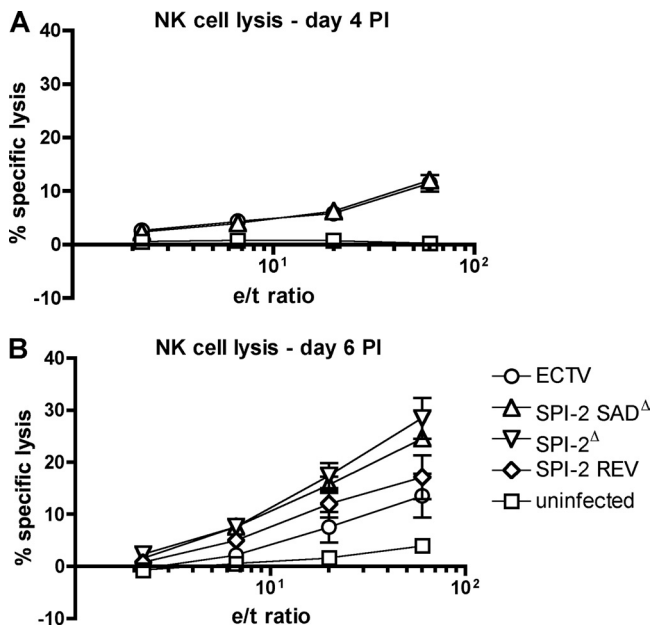 A
NK cell lysis - day 4 PI
% specific lysis
40
30
20
10
0
-10
10¹
10²
e/t ratio
B
NK cell lysis - day 6 PI
% specific lysis
40
30
20
10
0
-10
10¹
10²
e/t ratio
ECTV
SPI-2 SADΔ
SPI-2Δ
SPI-2 REV
uninfected